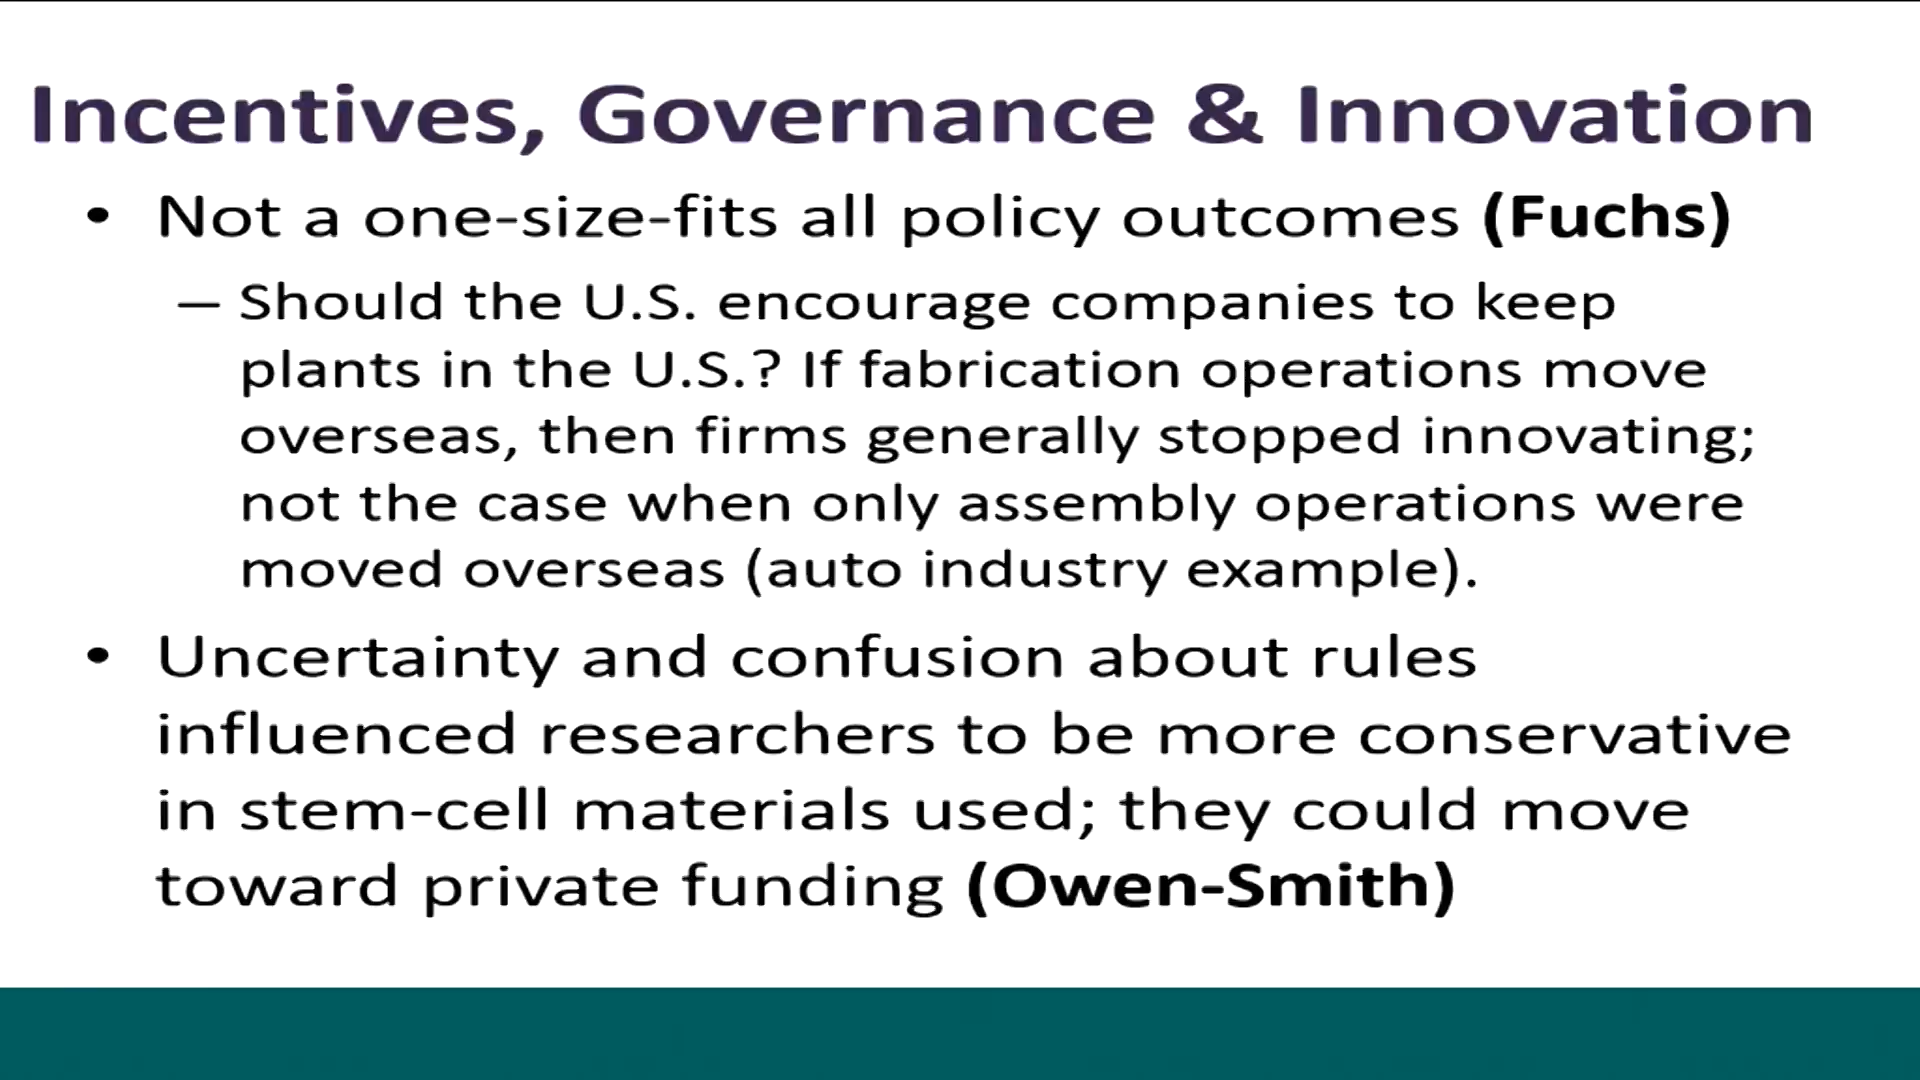 Incentives, Governance & Innovation
• Not a one-size-fits all policy outcomes (Fuchs)
– Should the U.S. encourage companies to keep
plants in the U.S.? If fabrication operations move
overseas, then firms generally stopped innovating;
not the case when only assembly operations were
moved overseas (auto industry example).
• Uncertainty and confusion about rules
influenced researchers to be more conservative
in stem-cell materials used; they could move
toward private funding (Owen-Smith)